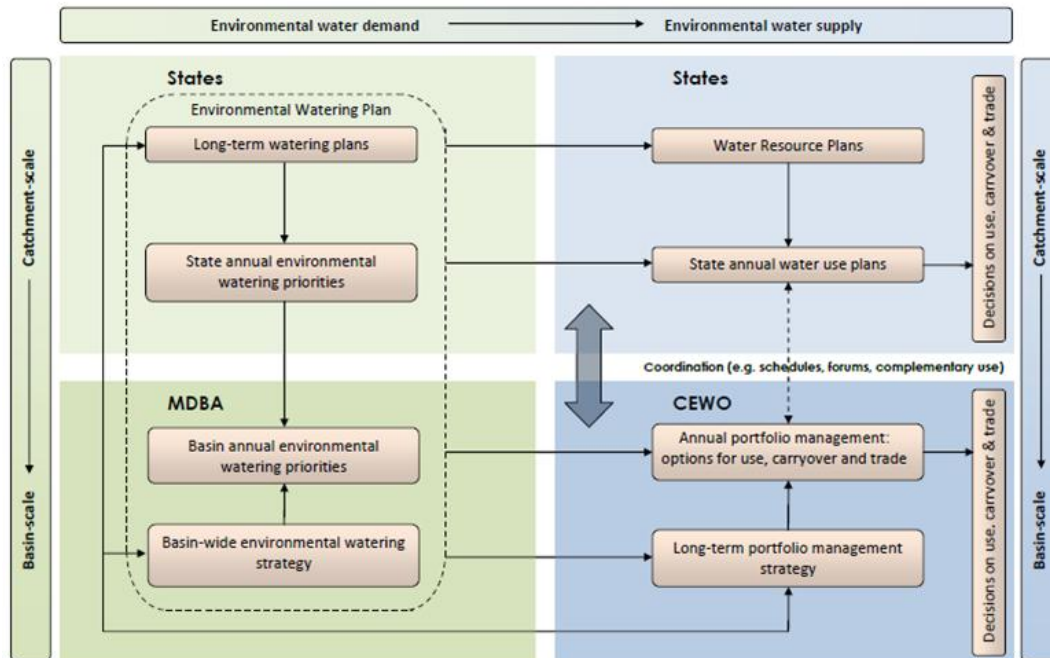 Environmental water demand
Environmental water supply
Catchment-scale
Basin-scale
States
Environmental Watering Plan
Long-term watering plans
State annual environmental
watering priorities
States
Water Resource Plans
State annual water use plans
Decisions on use, carryover & trade
Catchment-scale
Basin-scale
Coordination (e.g. schedules, forums, complementary use)
MDBA
Basin annual environmental
watering priorities
Basin-wide environmental watering
strategy
CEWO
Annual portfolio management:
options for use, carryover and trade
Long-term portfolio management
strategy
Decisions on use, carryover & trade